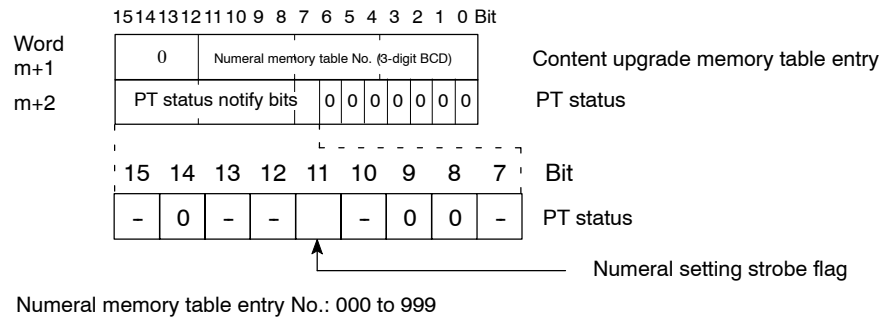 15 14 13 12 11 10 9 8 7 6 5 4 3 2 1 0 Bit
Word
m+1 0 Numeral memory table No. (3-digit BCD) Content upgrade memory table entry
m+2 PT status notify bits 0 0 0 0 0 0 0 PT status
15 14 13 12 11 10 9 8 7 Bit
- 0 - - - 0 0 - PT status
Numeral setting strobe flag
Numeral memory table entry No.: 000 to 999